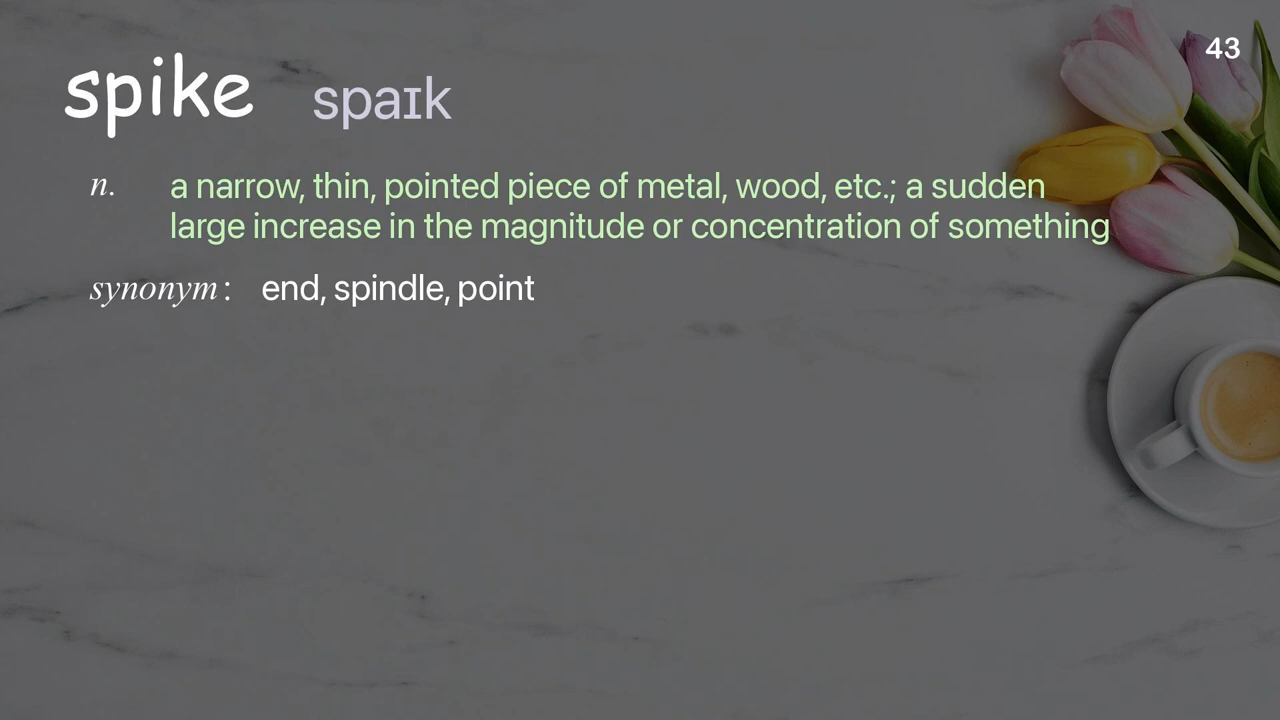 43
spike spaɪk
n. a narrow, thin, pointed piece of metal, wood, etc.; a sudden
large increase in the magnitude or concentration of something
synonym: end, spindle, point